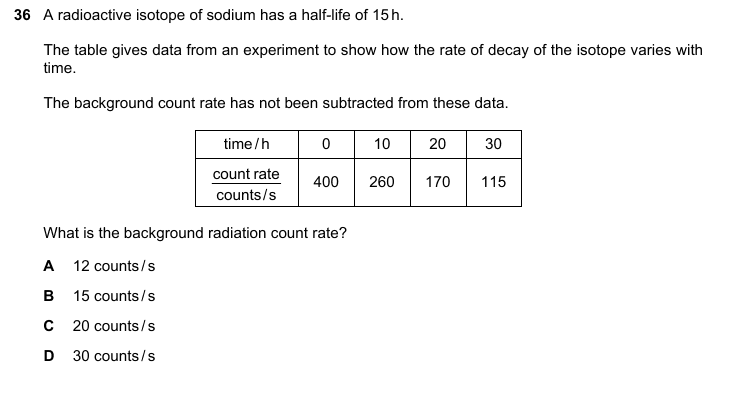 36 A radioactive isotope of sodium has a half-life of 15 h.
The table gives data from an experiment to show how the rate of decay of the isotope varies with
time.
The background count rate has not been subtracted from these data.
time / h 0 10 20 30
count rate
counts / s
400 260 170 115
What is the background radiation count rate?
A 12 counts / s
B 15 counts / s
C 20 counts / s
D 30 counts / s